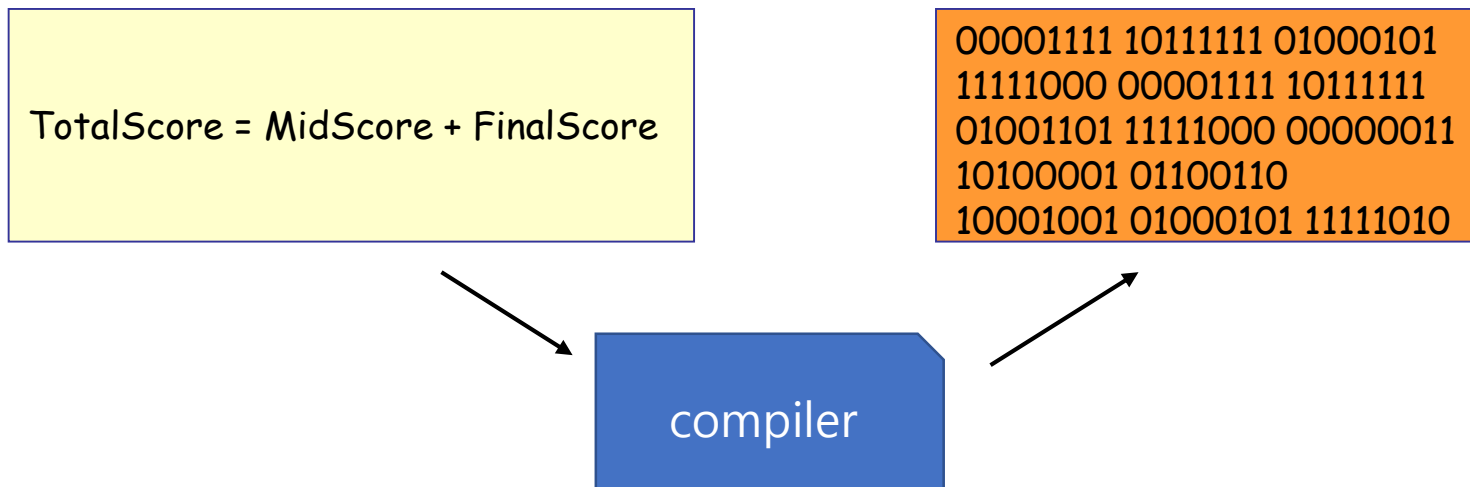 TotalScore = MidScore + FinalScore
00001111 10111111 01000101
11111000 00001111 10111111
01001101 11111000 00000011
10100001 01100110
10001001 01000101 11111010
compiler